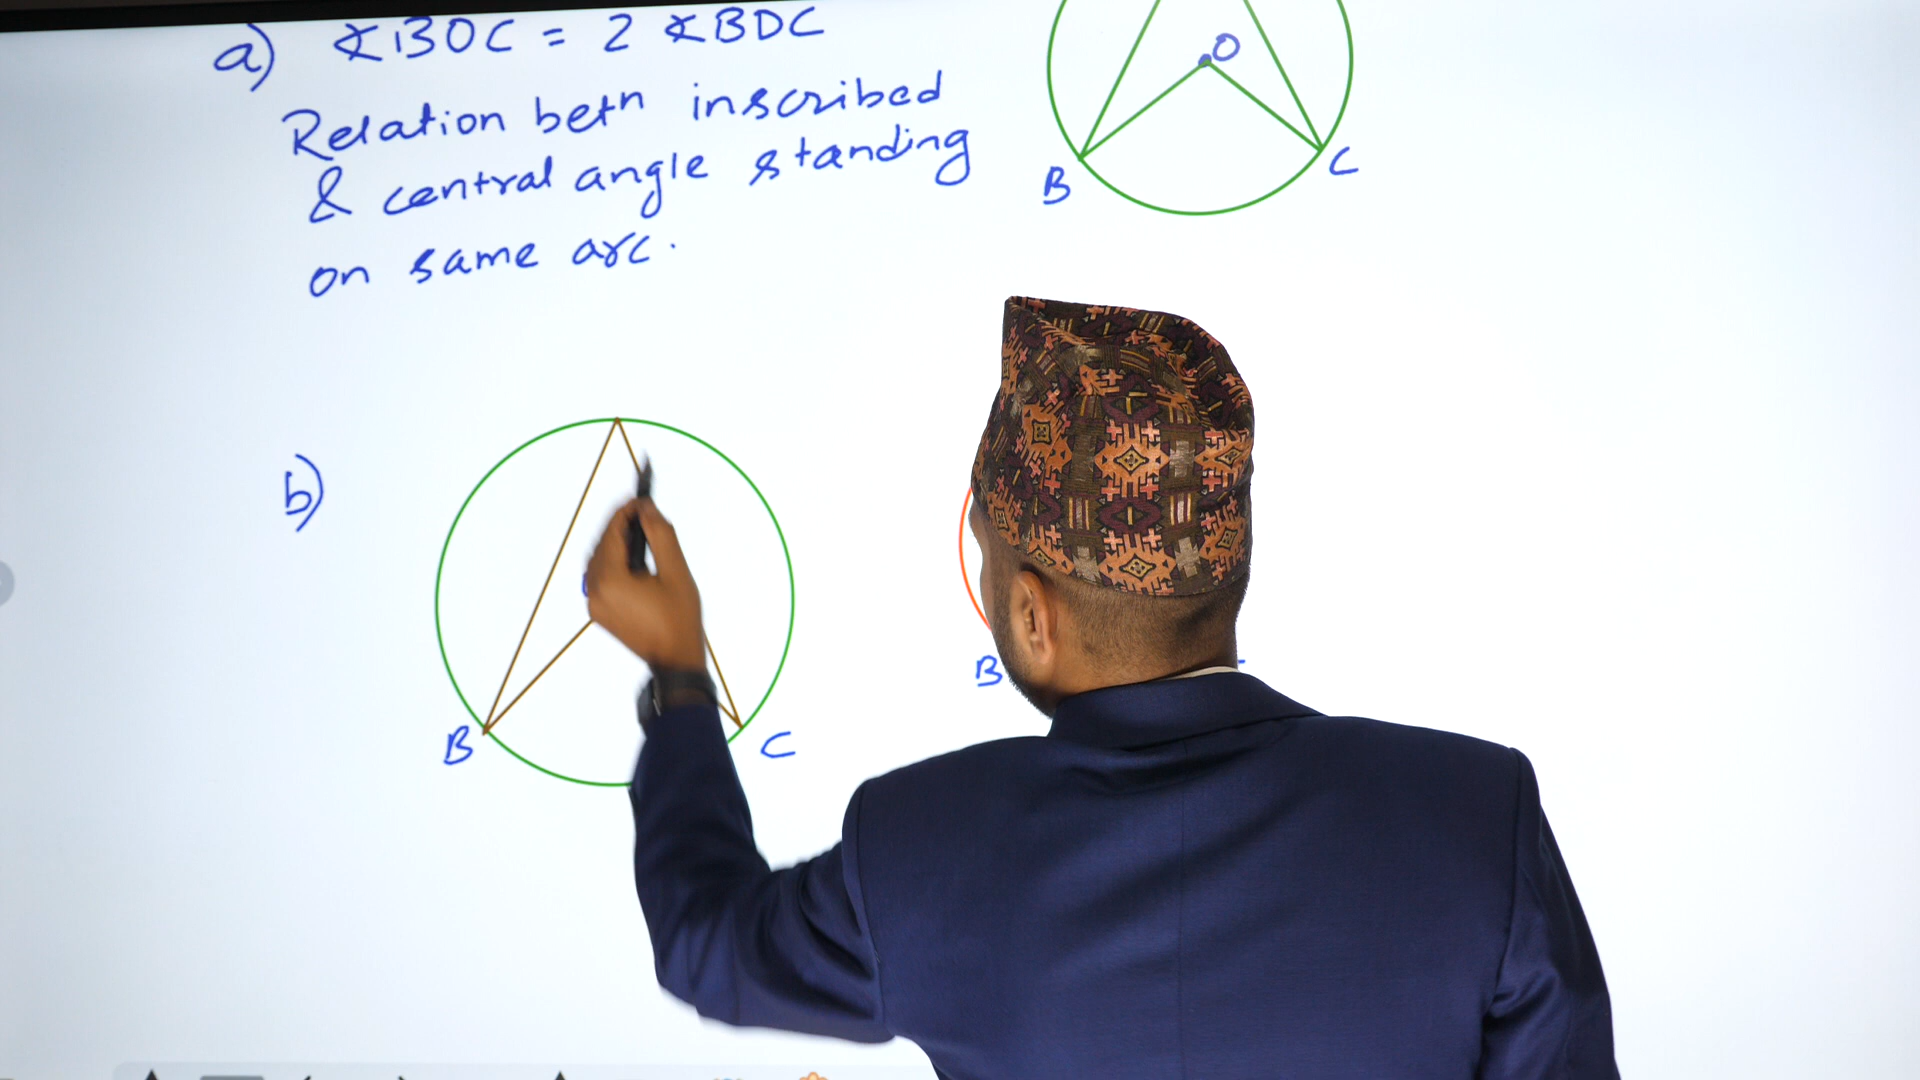 a) ∡BOC = 2 ∡BDC
Relation betn inscribed
& central angle standing
on same arc.
O
B
C
b)
B
C
B